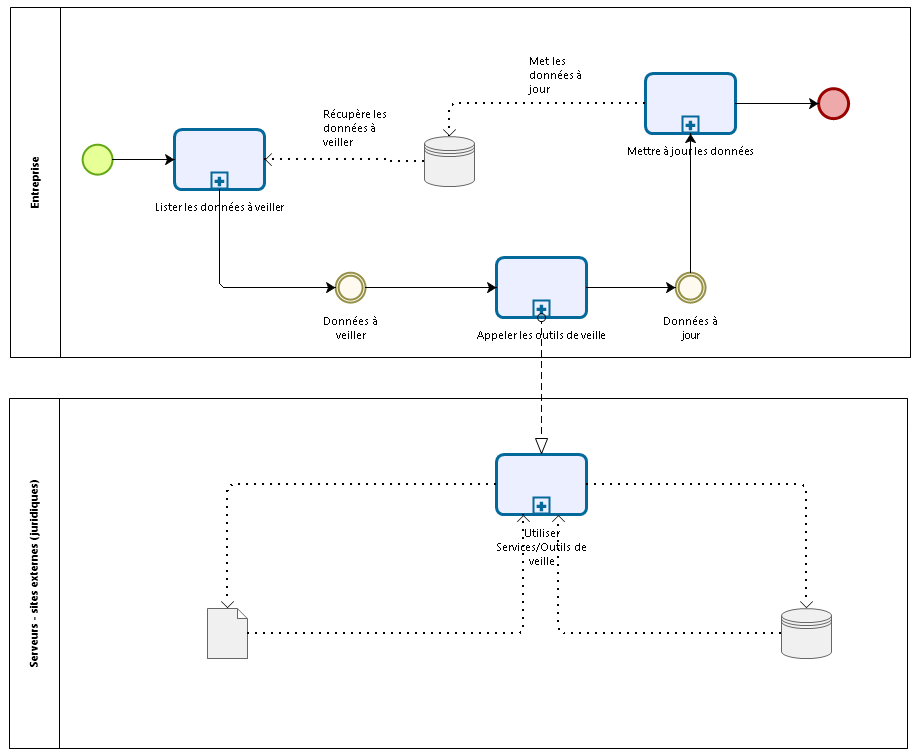 Entreprise
Met les
données à
jour
Récupère les
données à
veiller
Mettre à jour les données
Lister les données à veiller
Données à
veiller
Appeler les outils de veille
Données à
jour
Serveurs - sites externes (juridiques)
Utiliser
Services/Outils de
veille